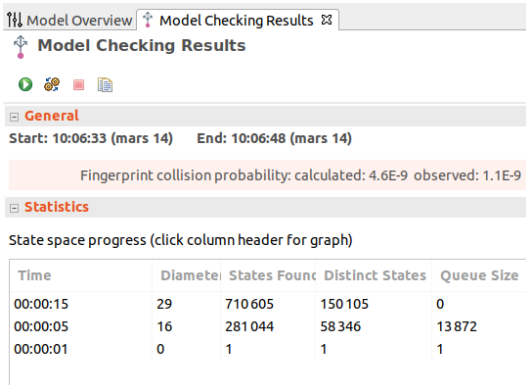 Model Overview Model Checking Results
Model Checking Results
General
Start: 10:06:33 (mars 14) End: 10:06:48 (mars 14)
Fingerprint collision probability: calculated: 4.6E-9 observed: 1.1E-9
Statistics
State space progress (click column header for graph)
Time Diameter States Found Distinct States Queue Size
00:00:15 29 710 605 150 105 0
00:00:05 16 281 044 58 346 13 872
00:00:01 0 1 1 1